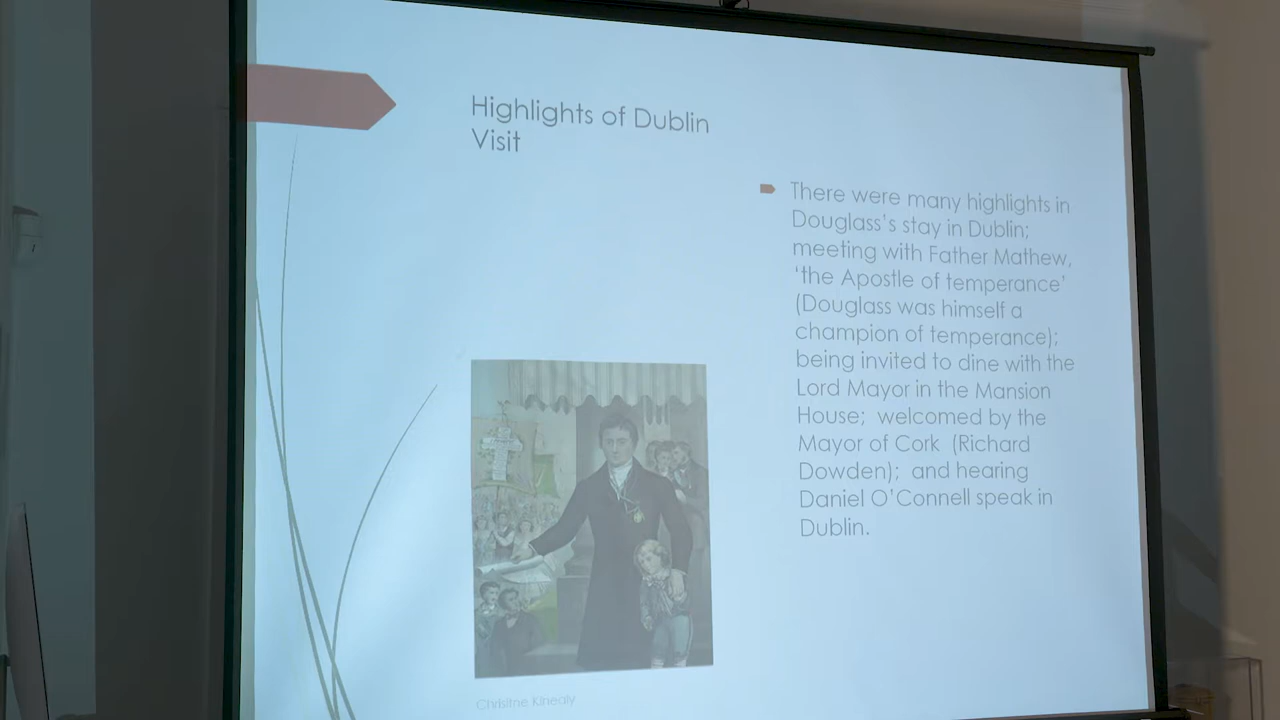 Highlights of Dublin
Visit
There were many highlights in
Douglass's stay in Dublin;
meeting with Father Mathew,
‘the Apostle of temperance’
(Douglass was himself a
champion of temperance);
being invited to dine with the
Lord Mayor in the Mansion
House;  welcomed by the
Mayor of Cork  (Richard
Dowden);  and hearing
Daniel O’Connell speak in
Dublin.
Chrisitne Kinealy